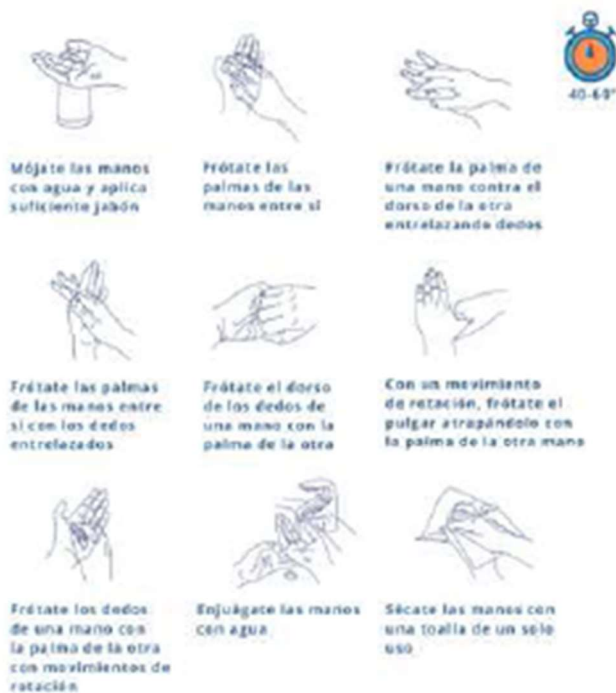 40-60"
Mójate las manos
con agua y aplica
suficiente jabón
Frótate las
palmas de las
manos entre sí
Frótate la palma de
una mano contra el
dorso de la otra
entrelazando dedos
Frótate las palmas
de las manos entre
sí con los dedos
entrelazados
Frótate el dorso
de los dedos de
una mano con la
palma de la otra
Con un movimiento
de rotación, frótate el
pulgar atrapándolo con
la palma de la otra mano
Frótate los dedos
de una mano con
la palma de la otra
con movimientos de
rotación
Enjuágate las manos
con agua
Sécate las manos con
una toalla de un solo
uso